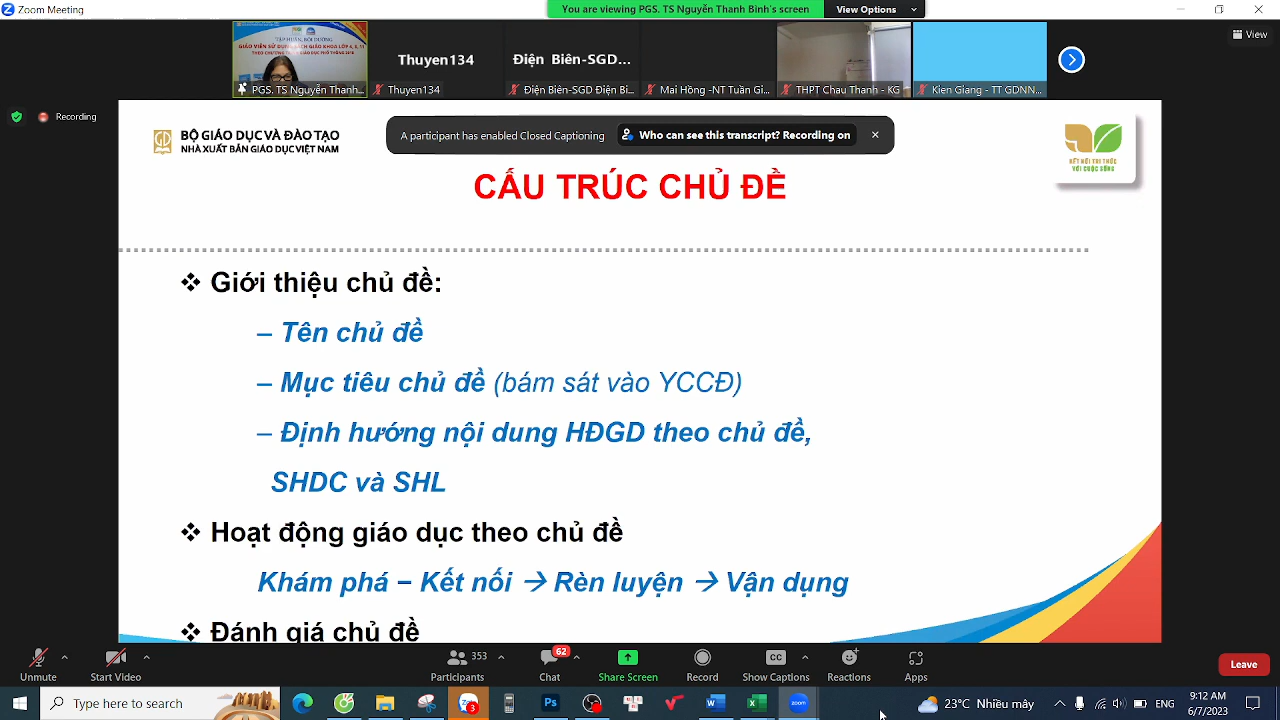 Zoom Meeting
You are viewing PGS. TS Nguyễn Thanh Bình's screen
View Options
TẬP HUẤN, BỒI DƯỠNG
GIÁO VIÊN SỬ DỤNG SÁCH GIÁO KHOA LỚP 4, 8, 11
THEO CHƯƠNG TRÌNH GIÁO DỤC PHỔ THÔNG 2018
PGS. TS Nguyễn Thanh...
Thuyen134
Thuyen134
Điện Biên-SGD...
Điện Biên-SGD Điện Bi...
Mai Hồng -NT Tuần Gi...
THPT Chau Thanh - KG
Kien Giang - TT GDNN...
View
Recording
BỘ GIÁO DỤC VÀ ĐÀO TẠO
NHÀ XUẤT BẢN GIÁO DỤC VIỆT NAM
A participant has enabled Closed Captioning
Who can see this transcript? Recording on
KẾT NỐI TRI THỨC
VỚI CUỘC SỐNG
CẤU TRÚC CHỦ ĐỀ
❖ Giới thiệu chủ đề:
– Tên chủ đề
– Mục tiêu chủ đề (bám sát vào YCCĐ)
– Định hướng nội dung HĐGD theo chủ đề,
SHDC và SHL
❖ Hoạt động giáo dục theo chủ đề
Khám phá – Kết nối → Rèn luyện → Vận dụng
❖ Đánh giá chủ đề
Unmute
Start Video
353
Participants
62
Chat
Share Screen
Record
CC
Show Captions
Reactions
Apps
Leave
Type here to search
3
23°C Nhiều mây
9:12 AM
6/7/2023